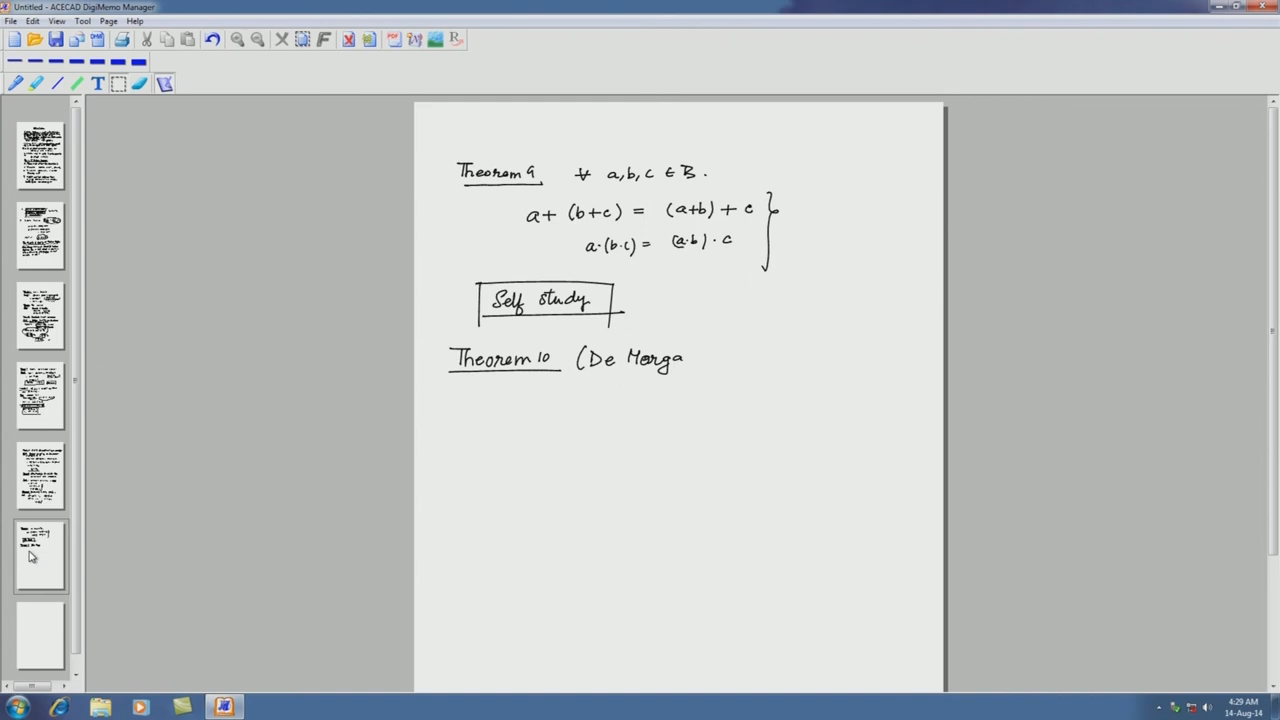 Untitled - ACECAD DigiMemo Manager
File Edit View Tool Page Help
Theorem 9 ∀ a, b, c ∈ B.
a + (b+c) = (a+b) + c
a·(b·c) = (a·b) · c
Self study
Theorem 10 (De Morga
4:29 AM
14-Aug-14